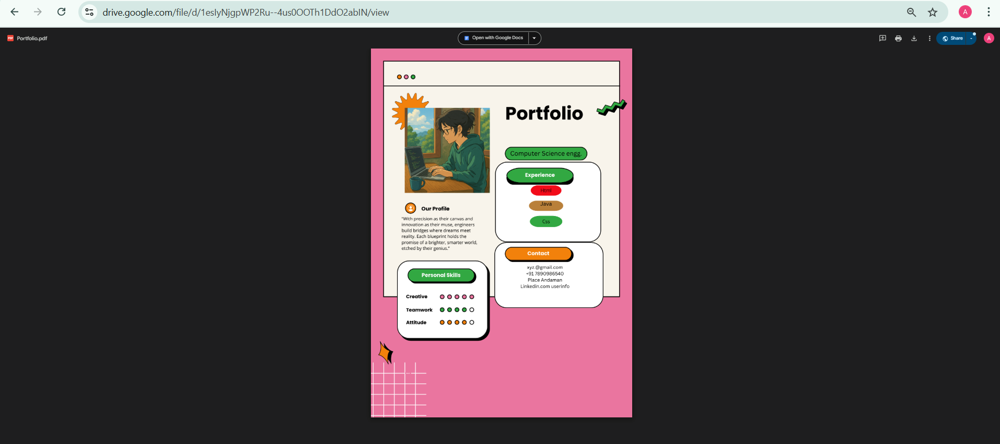 drive.google.com/file/d/1esIyNjgpWP2Ru--4us0OOTh1DdO2abIN/view
A
PDF
Portfolio.pdf
Open with Google Docs
Share
A
Portfolio
Computer Science engg.
Experience
Html
Java
Css
Our Profile
"With precision as their canvas and
innovation as their muse, engineers
build bridges where dreams meet
reality. Each blueprint holds the
promise of a brighter, smarter world,
etched by their genius."
Contact
xyz.@gmail.com
+91 7890986540
Place Andaman
Linkedin.com userinfo
Personal Skills
Creative
Teamwork
Attitude